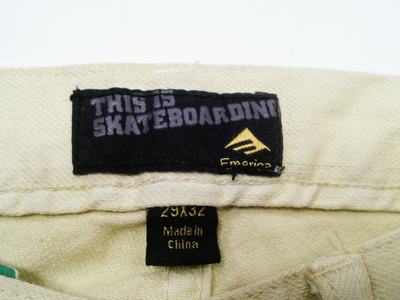 THIS IS
SKATEBOARDING
Emerica
29X32
Made in
China